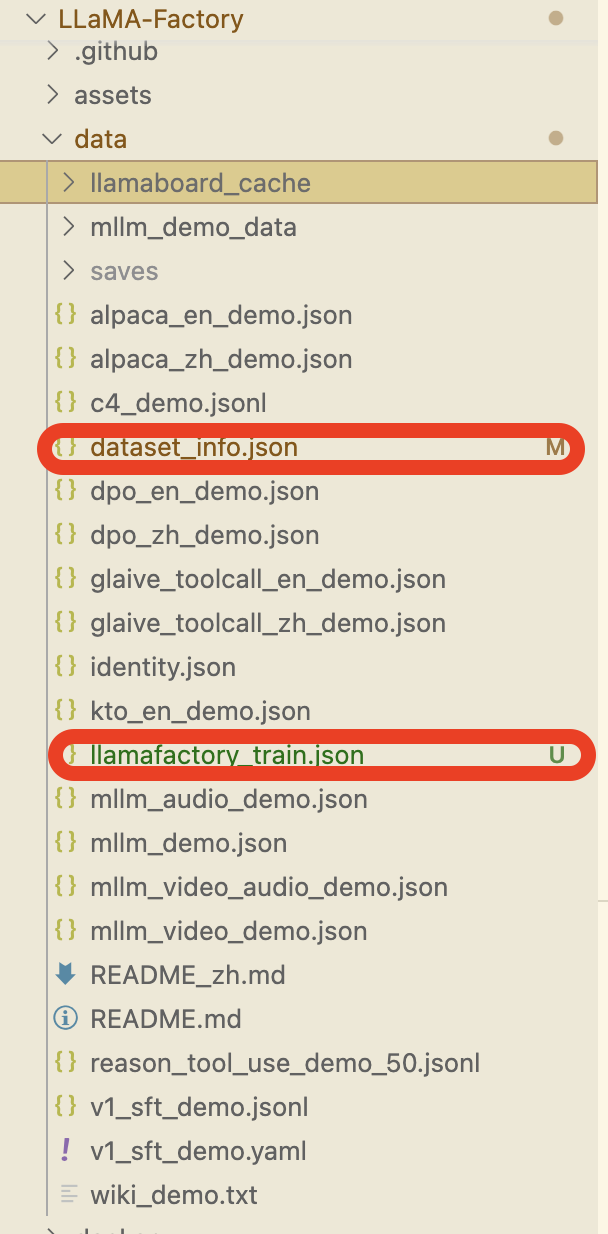 LLaMA-Factory
.github
assets
data
llamaboard_cache
mllm_demo_data
saves
alpaca_en_demo.json
alpaca_zh_demo.json
c4_demo.jsonl
dataset_info.json M
dpo_en_demo.json
dpo_zh_demo.json
glaive_toolcall_en_demo.json
glaive_toolcall_zh_demo.json
identity.json
kto_en_demo.json
llamafactory_train.json U
mllm_audio_demo.json
mllm_demo.json
mllm_video_audio_demo.json
mllm_video_demo.json
README_zh.md
README.md
reason_tool_use_demo_50.jsonl
v1_sft_demo.jsonl
v1_sft_demo.yaml
wiki_demo.txt